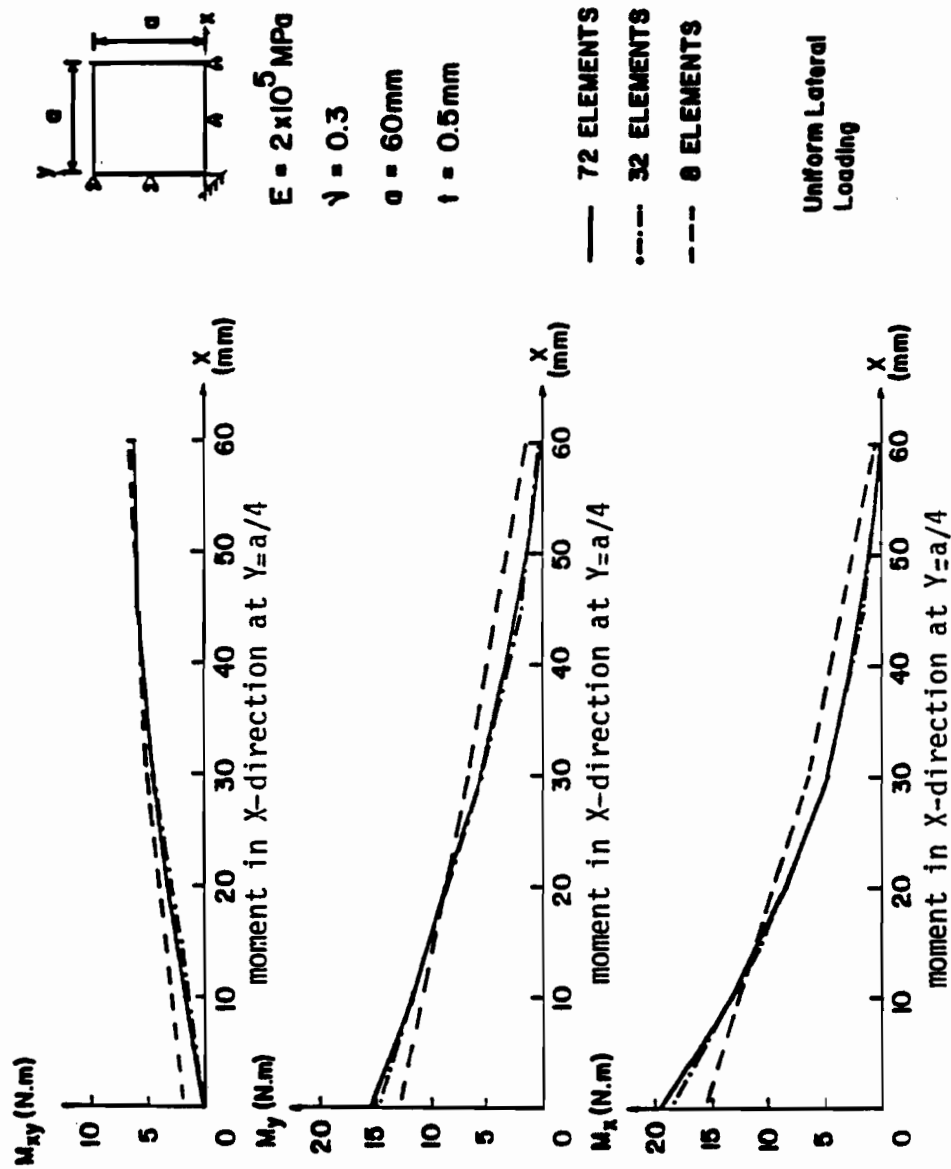 a
a
y
x
E = 2x10⁵ MPa
ν = 0.3
a = 60mm
t = 0.5mm
72 ELEMENTS
32 ELEMENTS
8 ELEMENTS
Uniform Lateral
Loading
Mxy (N.m)
10
5
0
10
20
30
40
50
60
X
(mm)
moment in X-direction at Y=a/4
My (N.m)
20
15
10
5
0
10
20
30
40
50
60
X
(mm)
moment in X-direction at Y=a/4
Mx (N.m)
20
15
10
5
0
10
20
30
40
50
60
X
(mm)
moment in X-direction at Y=a/4